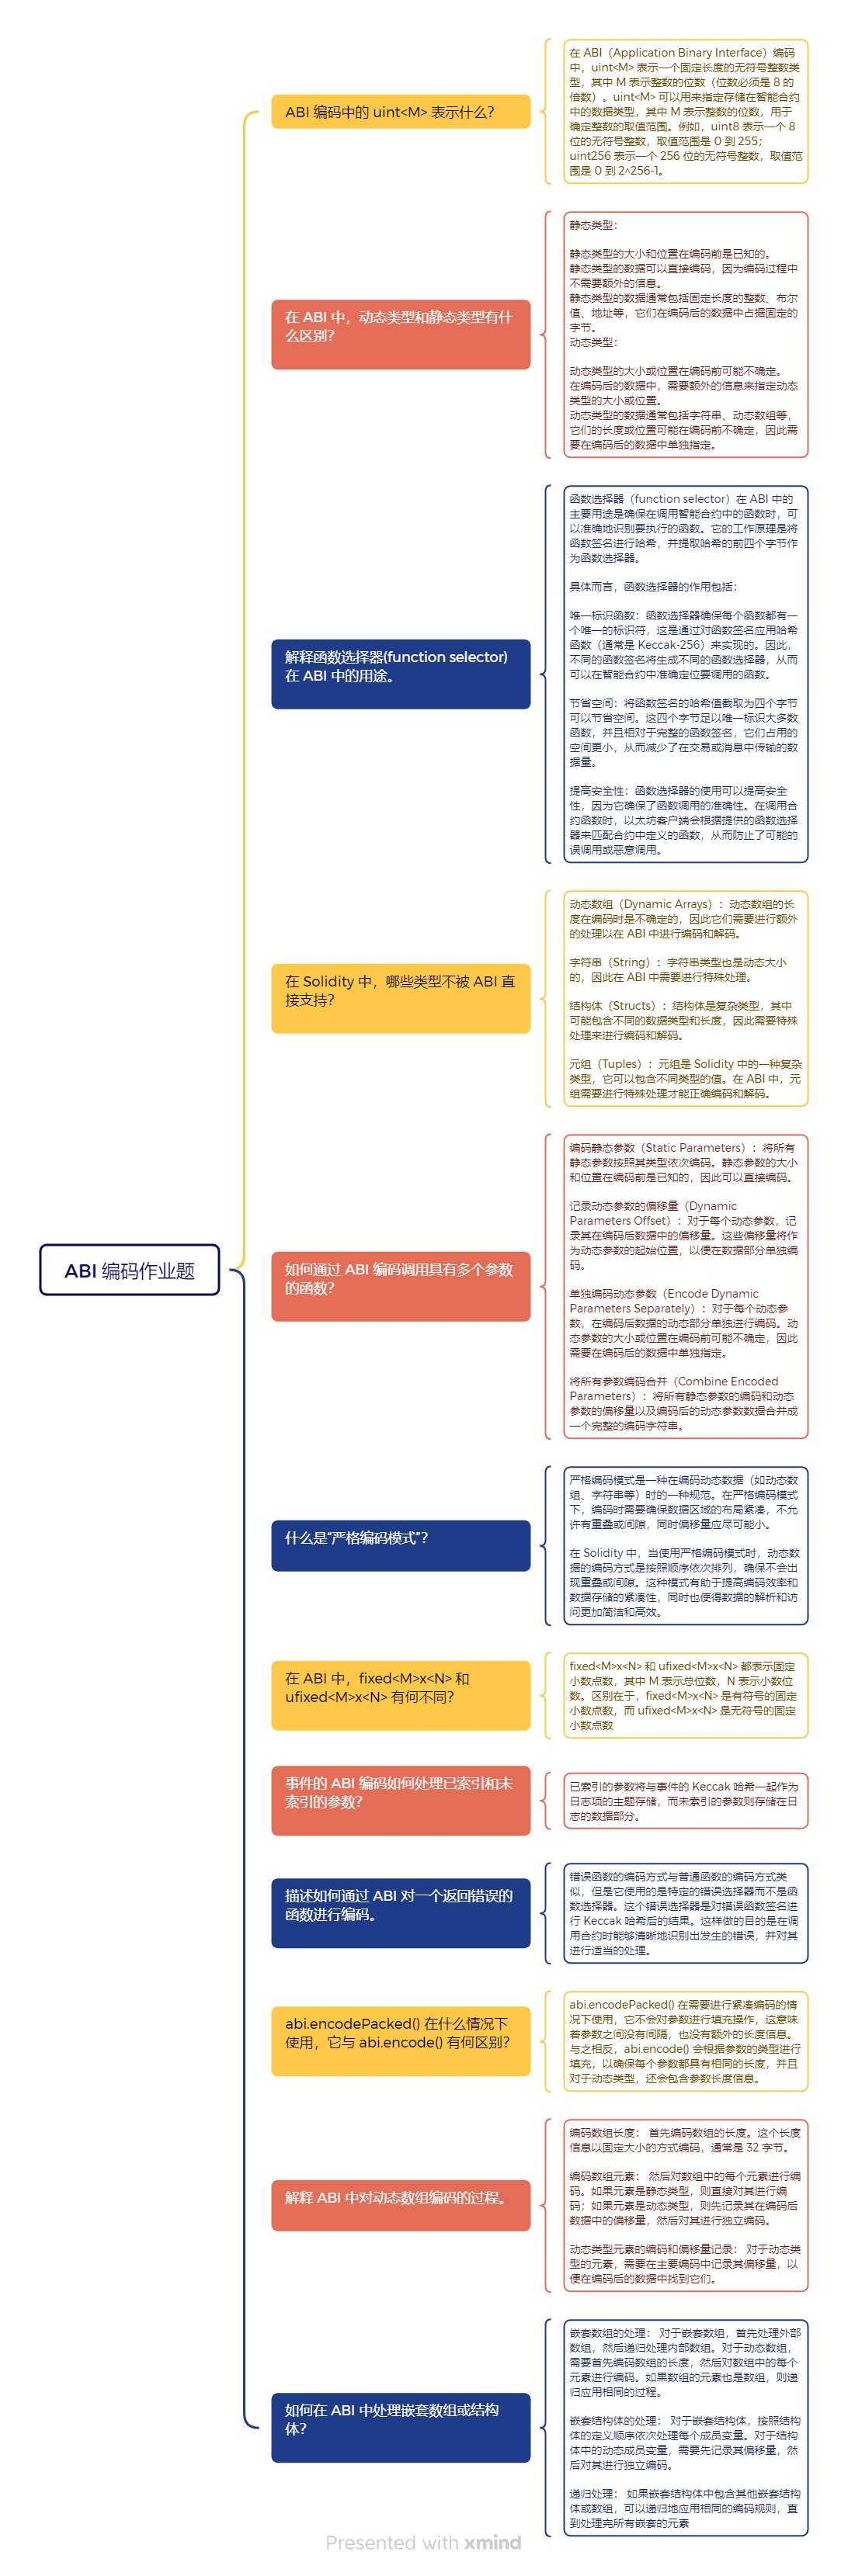 ABI 编码作业题
ABI 编码中的 uint<M> 表示什么？
在 ABI（Application Binary Interface）编码
中，uint<M> 表示一个固定长度的无符号整数类
型，其中 M 表示整数的位数（位数必须是 8 的
倍数）。uint<M> 可以用来指定存储在智能合约
中的数据类型，其中 M 表示整数的位数，用于
确定整数的取值范围。例如，uint8 表示一个 8
位的无符号整数，取值范围是 0 到 255；
uint256 表示一个 256 位的无符号整数，取值范
围是 0 到 2^256-1。
在 ABI 中，动态类型和静态类型有什
么区别？
静态类型：
静态类型的大小和位置在编码前是已知的。
静态类型的数据可以直接编码，因为编码过程中
不需要额外的信息。
静态类型的数据通常包括固定长度的整数、布尔
值、地址等，它们在编码后的数据中占据固定的
字节。
动态类型：
动态类型的大小或位置在编码前可能不确定。
在编码后的数据中，需要额外的信息来指定动态
类型的大小或位置。
动态类型的数据通常包括字符串、动态数组等，
它们的长度或位置可能在编码前不确定，因此需
要在编码后的数据中单独指定。
解释函数选择器(function selector)
在 ABI 中的用途。
函数选择器（function selector）在 ABI 中的
主要用途是确保在调用智能合约中的函数时，可
以准确地识别要执行的函数。它的工作原理是将
函数签名进行哈希，并提取哈希的前四个字节作
为函数选择器。
具体而言，函数选择器的作用包括：
唯一标识函数：函数选择器确保每个函数都有一
个唯一的标识符，这是通过对函数签名应用哈希
函数（通常是 Keccak-256）来实现的。因此，
不同的函数签名将生成不同的函数选择器，从而
可以在智能合约中准确定位要调用的函数。
节省空间：将函数签名的哈希值截取为四个字节
可以节省空间。这四个字节足以唯一标识大多数
函数，并且相对于完整的函数签名，它们占用的
空间更小，从而减少了在交易或消息中传输的数
据量。
提高安全性：函数选择器的使用可以提高安全
性，因为它确保了函数调用的准确性。在调用合
约函数时，以太坊客户端会根据提供的函数选择
器来匹配合约中定义的函数，从而防止了可能的
误调用或恶意调用。
在 Solidity 中，哪些类型不被 ABI 直
接支持？
动态数组（Dynamic Arrays）：动态数组的长
度在编码时是不确定的，因此它们需要进行额外
的处理以在 ABI 中进行编码和解码。
字符串（String）：字符串类型也是动态大小
的，因此在 ABI 中需要进行特殊处理。
结构体（Structs）：结构体是复杂类型，其中
可能包含不同的数据类型和长度，因此需要特殊
处理来进行编码和解码。
元组（Tuples）：元组是 Solidity 中的一种复杂
类型，它可以包含不同类型的值。在 ABI 中，元
组需要进行特殊处理才能正确编码和解码。
如何通过 ABI 编码调用具有多个参数
的函数？
编码静态参数（Static Parameters）：将所有
静态参数按照其类型依次编码。静态参数的大小
和位置在编码前是已知的，因此可以直接编码。
记录动态参数的偏移量（Dynamic
Parameters Offset）：对于每个动态参数，记
录其在编码后数据中的偏移量。这些偏移量将作
为动态参数的起始位置，以便在数据部分单独编
码。
单独编码动态参数（Encode Dynamic
Parameters Separately）：对于每个动态参
数，在编码后数据的动态部分单独进行编码。动
态参数的大小或位置在编码前可能不确定，因此
需要在编码后的数据中单独指定。
将所有参数编码合并（Combine Encoded
Parameters）：将所有静态参数的编码和动态
参数的偏移量以及编码后的动态参数数据合并成
一个完整的编码字符串。
什么是“严格编码模式”？
严格编码模式是一种在编码动态数据（如动态数
组、字符串等）时的一种规范。在严格编码模式
下，编码时需要确保数据区域的布局紧凑，不允
许有重叠或间隙，同时偏移量应尽可能小。
在 Solidity 中，当使用严格编码模式时，动态数
据的编码方式是按照顺序依次排列，确保不会出
现重叠或间隙。这种模式有助于提高编码效率和
数据存储的紧凑性，同时也使得数据的解析和访
问更加简洁和高效。
在 ABI 中，fixed<M>x<N> 和
ufixed<M>x<N> 有何不同？
fixed<M>x<N> 和 ufixed<M>x<N> 都表示固定
小数点数，其中 M 表示总位数，N 表示小数位
数。区别在于，fixed<M>x<N> 是有符号的固定
小数点数，而 ufixed<M>x<N> 是无符号的固定
小数点数
事件的 ABI 编码如何处理已索引和未
索引的参数？
已索引的参数将与事件的 Keccak 哈希一起作为
日志项的主题存储，而未索引的参数则存储在日
志的数据部分。
描述如何通过 ABI 对一个返回错误的
函数进行编码。
错误函数的编码方式与普通函数的编码方式类
似，但是它使用的是特定的错误选择器而不是函
数选择器。这个错误选择器是对错误函数签名进
行 Keccak 哈希后的结果。这样做的目的是在调
用合约时能够清晰地识别出发生的错误，并对其
进行适当的处理。
abi.encodePacked() 在什么情况下
使用，它与 abi.encode() 有何区别？
abi.encodePacked() 在需要进行紧凑编码的情
况下使用，它不会对参数进行填充操作，这意味
着参数之间没有间隔，也没有额外的长度信息。
与之相反，abi.encode() 会根据参数的类型进行
填充，以确保每个参数都具有相同的长度，并且
对于动态类型，还会包含参数长度信息。
解释 ABI 中对动态数组编码的过程。
编码数组长度： 首先编码数组的长度。这个长度
信息以固定大小的方式编码，通常是 32 字节。
编码数组元素： 然后对数组中的每个元素进行编
码。如果元素是静态类型，则直接对其进行编
码；如果元素是动态类型，则先记录其在编码后
数据中的偏移量，然后对其进行独立编码。
动态类型元素的编码和偏移量记录： 对于动态类
型的元素，需要在主要编码中记录其偏移量，以
便在编码后的数据中找到它们。
如何在 ABI 中处理嵌套数组或结构
体？
嵌套数组的处理： 对于嵌套数组，首先处理外部
数组，然后递归处理内部数组。对于动态数组，
需要首先编码数组的长度，然后对数组中的每个
元素进行编码。如果数组的元素也是数组，则递
归应用相同的过程。
嵌套结构体的处理： 对于嵌套结构体，按照结构
体的定义顺序依次处理每个成员变量。对于结构
体中的动态成员变量，需要先记录其偏移量，然
后对其进行独立编码。
递归处理： 如果嵌套结构体中包含其他嵌套结构
体或数组，可以递归地应用相同的编码规则，直
到处理完所有嵌套的元素
Presented with xmind